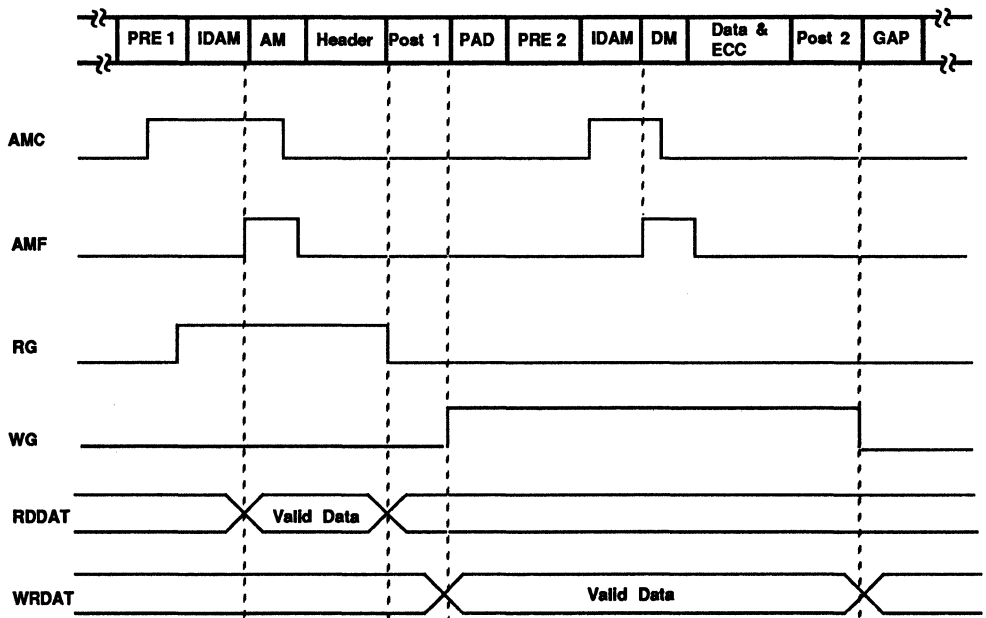 PRE 1 IDAM AM Header Post 1 PAD PRE 2 IDAM DM Data & ECC Post 2 GAP
AMC
AMF
RG
WG
RDDAT Valid Data
WRDAT Valid Data